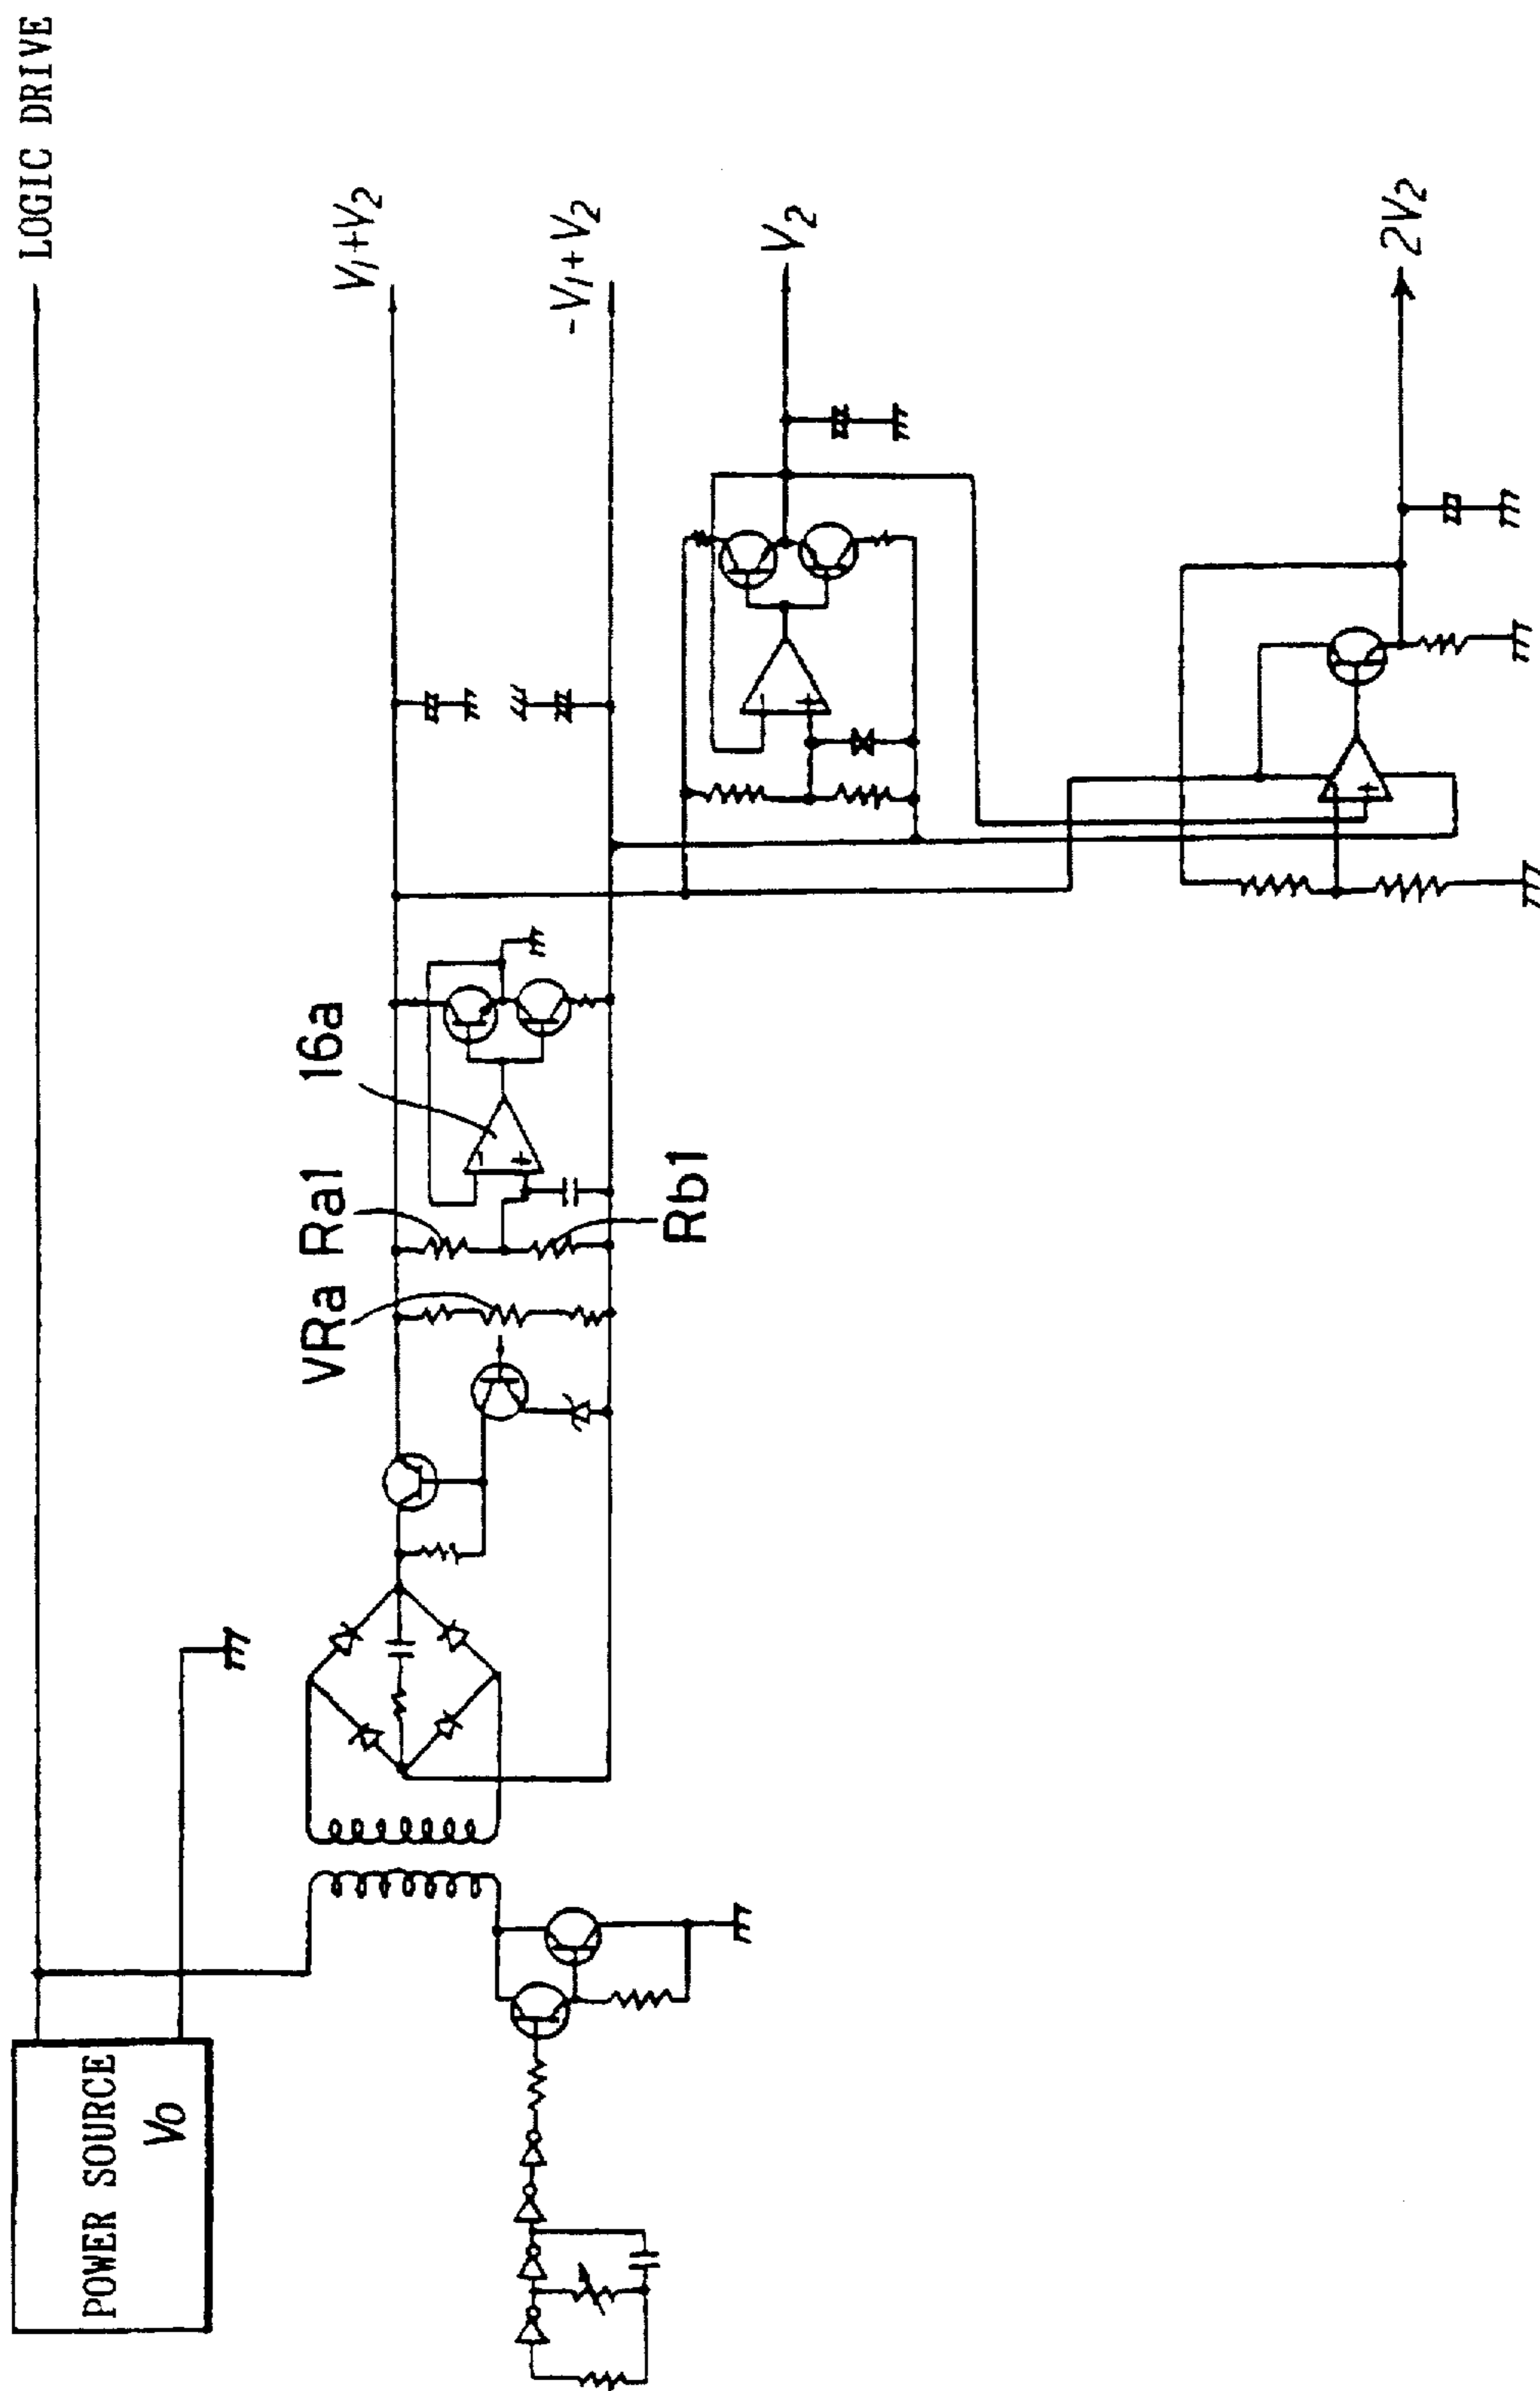 LOGIC DRIVE
POWER SOURCE
V0
V1+V2
-V1+V2
V2
2V2
VRa
Ra1
16a
Rb1
- +
- +
+